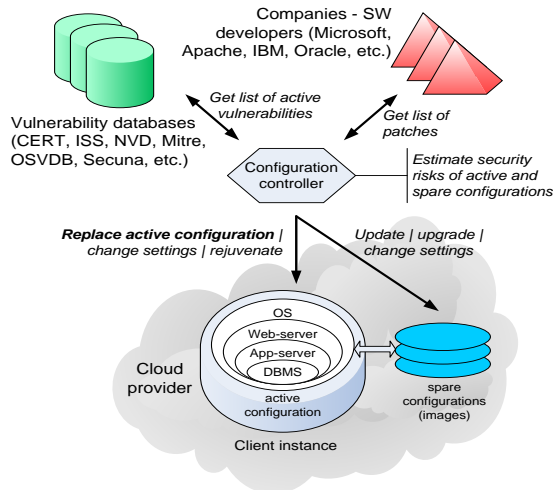 Companies - SW
developers (Microsoft,
Apache, IBM, Oracle, etc.)
Get list of active
vulnerabilities
Get list of
patches
Vulnerability databases
(CERT, ISS, NVD, Mitre,
OSVDB, Secuna, etc.)
Configuration
controller
Estimate security
risks of active and
spare configurations
Replace active configuration |
change settings | rejuvenate
Update | upgrade |
change settings
OS
Web-server
App-server
DBMS
active
configuration
Cloud
provider
spare
configurations
(images)
Client instance